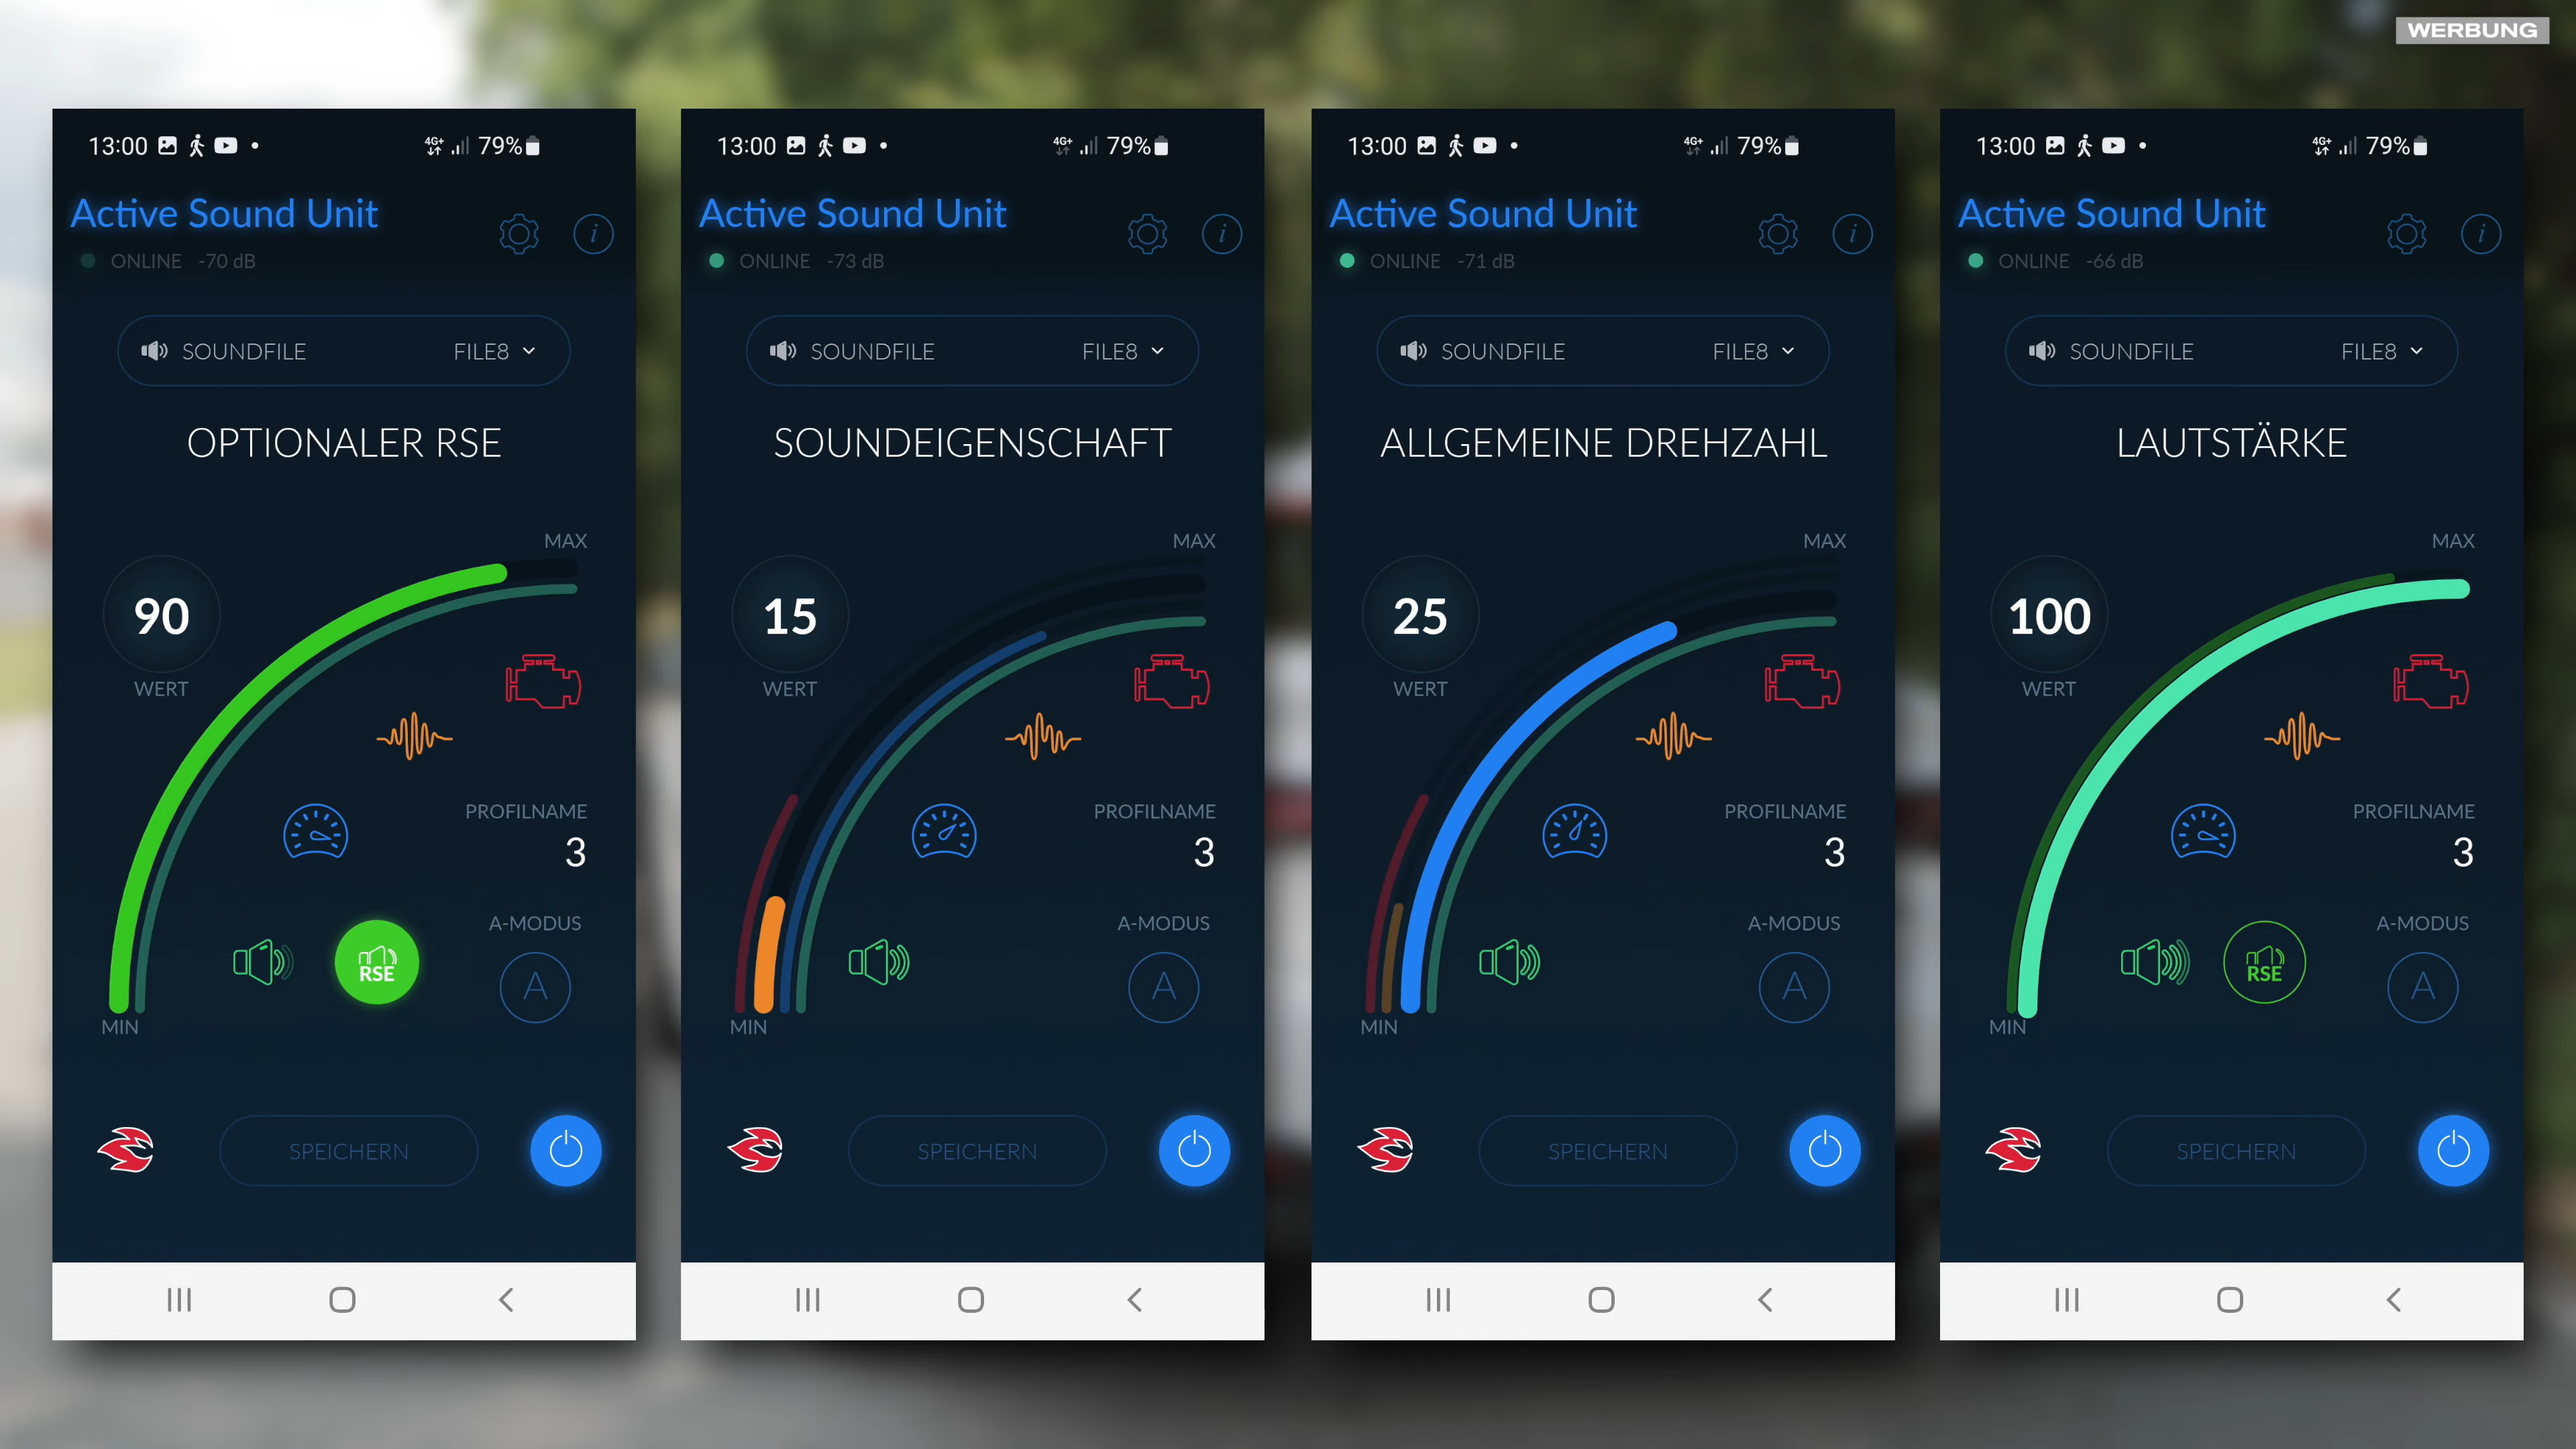 WERBUNG
13:00 4G+ 79%
Active Sound Unit
ONLINE -70 dB
SOUNDFILE FILE8
OPTIONALER RSE
MAX
90
WERT
PROFILNAME
3
A-MODUS
RSE
A
MIN
SPEICHERN
13:00 4G+ 79%
Active Sound Unit
ONLINE -73 dB
SOUNDFILE FILE8
SOUNDEIGENSCHAFT
MAX
15
WERT
PROFILNAME
3
A-MODUS
A
MIN
SPEICHERN
13:00 4G+ 79%
Active Sound Unit
ONLINE -71 dB
SOUNDFILE FILE8
ALLGEMEINE DREHZAHL
MAX
25
WERT
PROFILNAME
3
A-MODUS
A
MIN
SPEICHERN
13:00 4G+ 79%
Active Sound Unit
ONLINE -66 dB
SOUNDFILE FILE8
LAUTSTÄRKE
MAX
100
WERT
PROFILNAME
3
A-MODUS
RSE
A
MIN
SPEICHERN